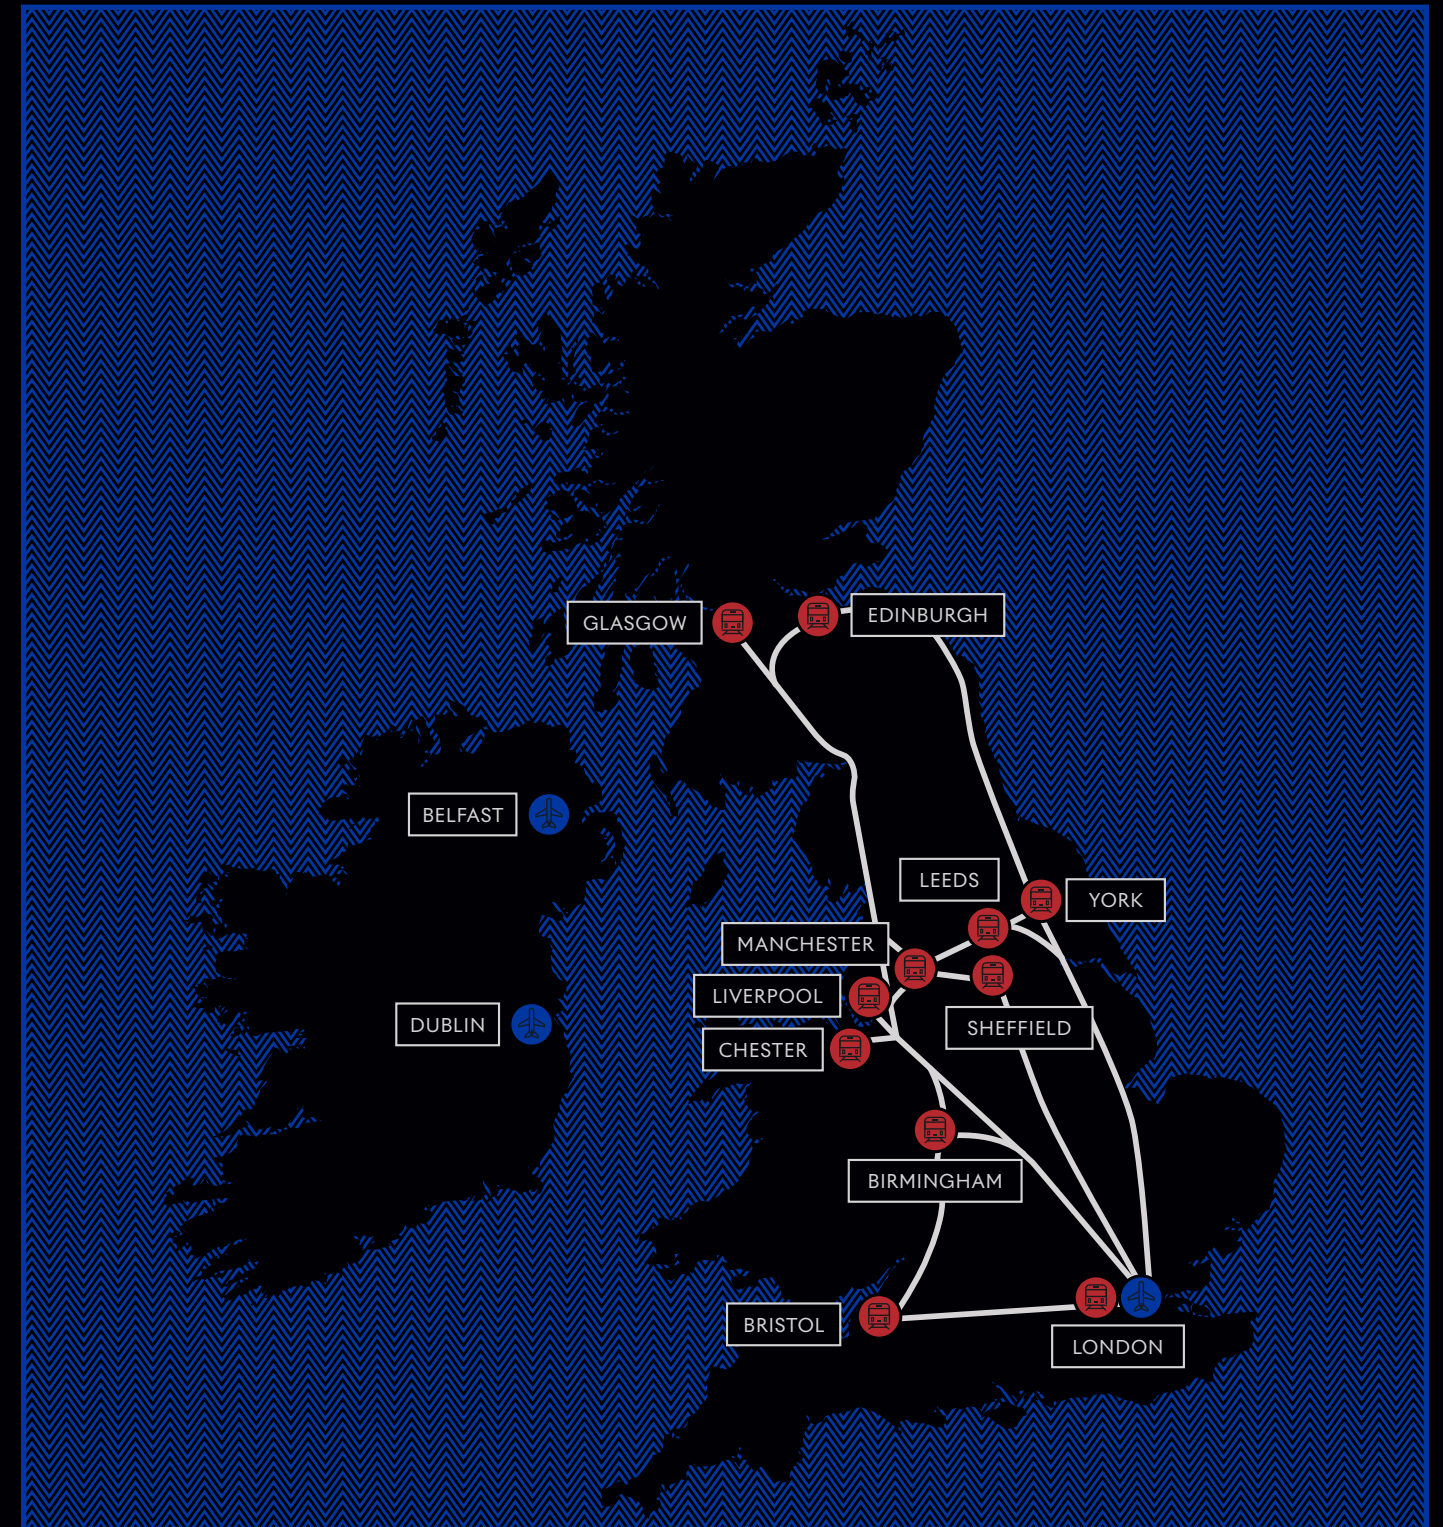 GLASGOW
EDINBURGH
BELFAST
LEEDS
YORK
MANCHESTER
LIVERPOOL
DUBLIN
SHEFFIELD
CHESTER
BIRMINGHAM
BRISTOL
LONDON